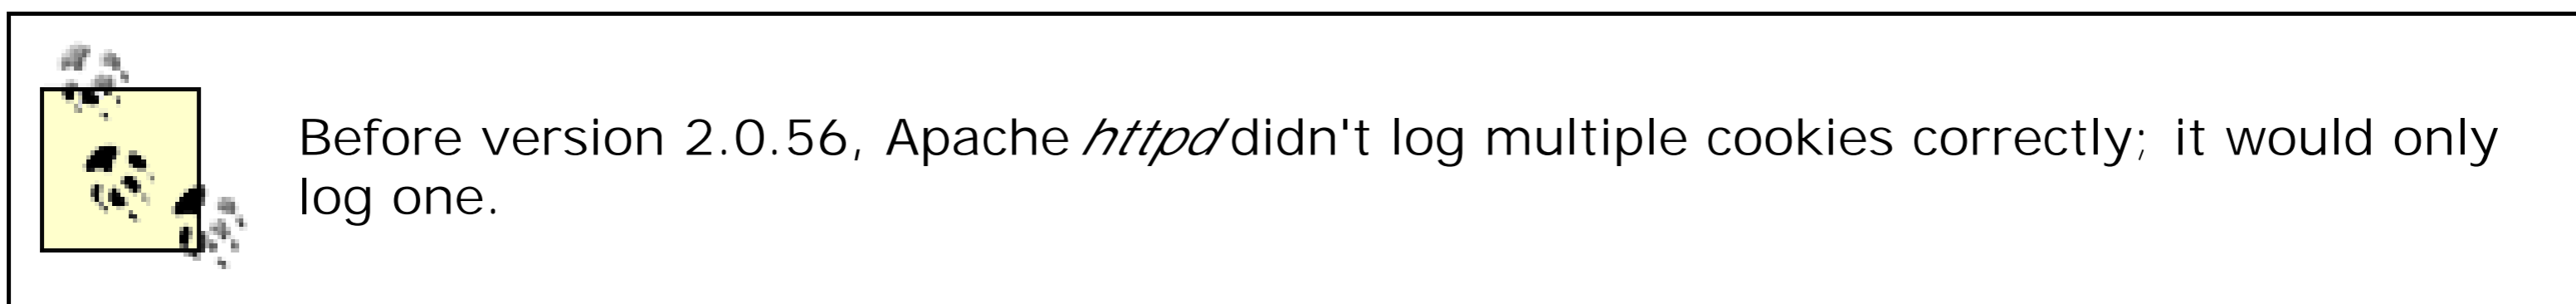 Before version 2.0.56, Apache httpd didn't log multiple cookies correctly; it would only
log one.